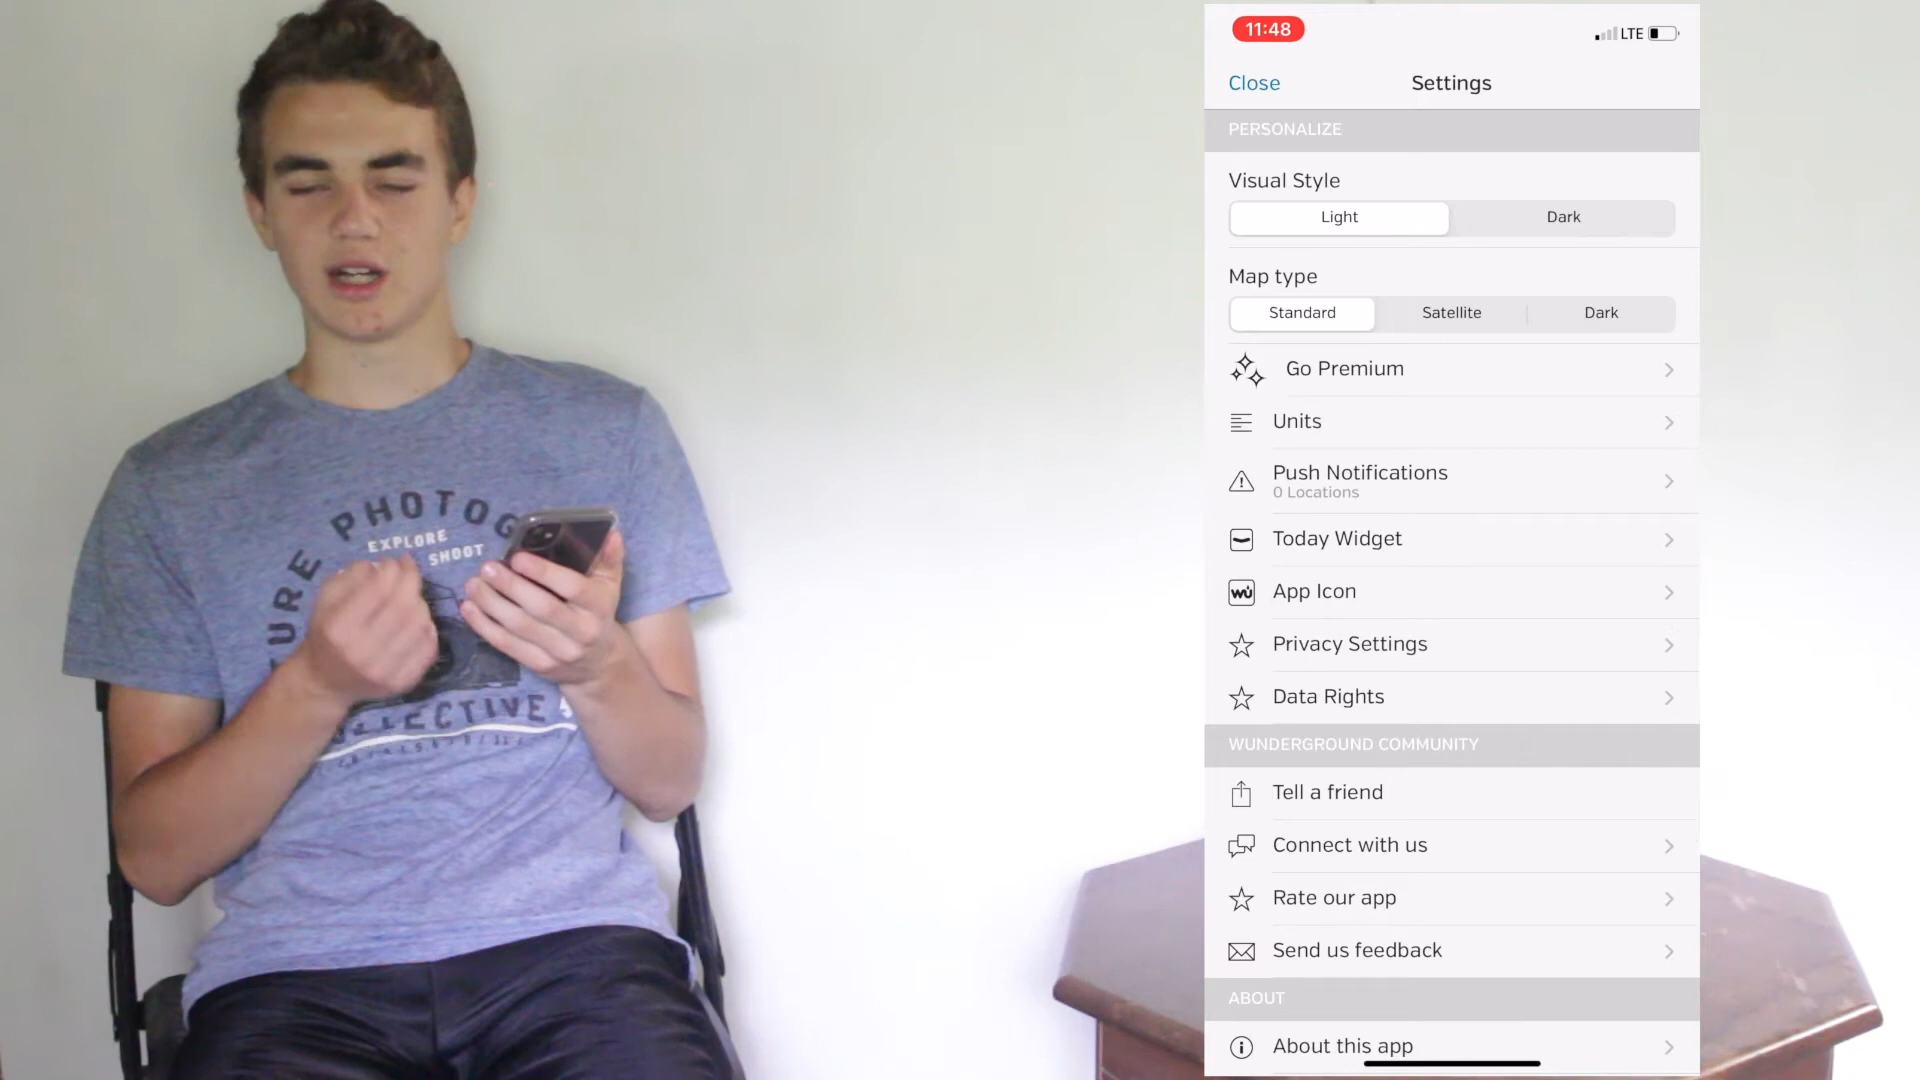 PHOTOG
EXPLORE
SHOOT
11:48
LTE
Close
Settings
PERSONALIZE
Visual Style
Light
Dark
Map type
Standard
Satellite
Dark
Go Premium
Units
Push Notifications
0 Locations
Today Widget
App Icon
wu
Privacy Settings
Data Rights
WUNDERGROUND COMMUNITY
Tell a friend
Connect with us
Rate our app
Send us feedback
ABOUT
About this app